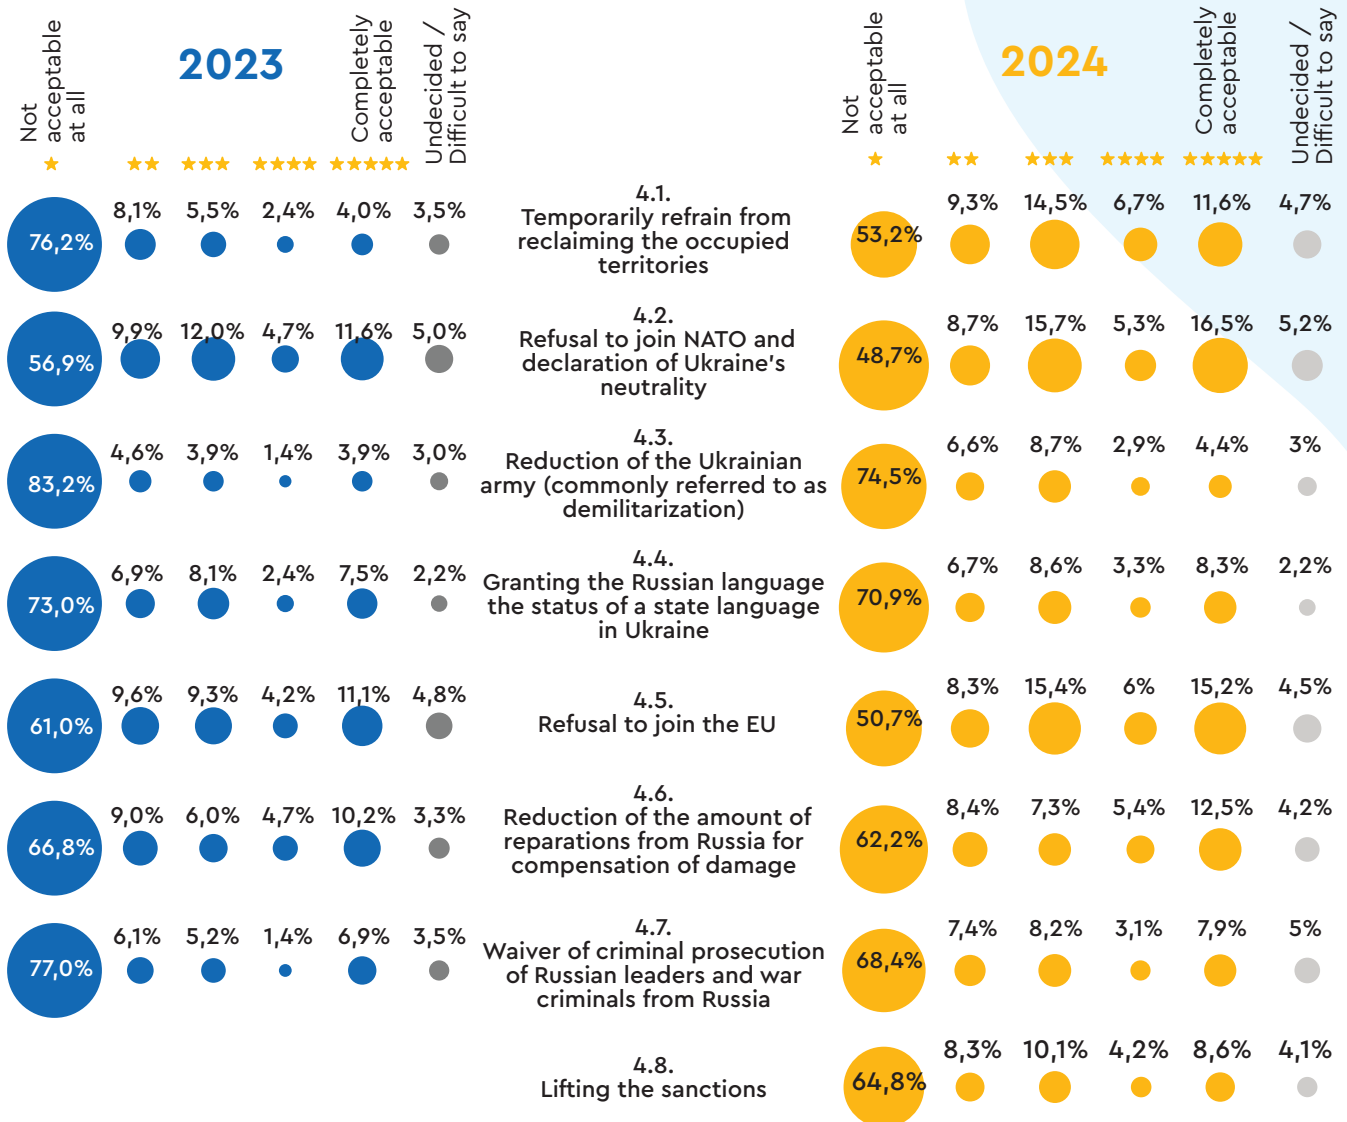 2023
Not
acceptable
at all
Completely
acceptable
Undecided /
Difficult to say
2024
Not
acceptable
at all
Completely
acceptable
Undecided /
Difficult to say
76,2% 8,1% 5,5% 2,4% 4,0% 3,5%
4.1.
Temporarily refrain from
reclaiming the occupied
territories
53,2% 9,3% 14,5% 6,7% 11,6% 4,7%
56,9% 9,9% 12,0% 4,7% 11,6% 5,0%
4.2.
Refusal to join NATO and
declaration of Ukraine's
neutrality
48,7% 8,7% 15,7% 5,3% 16,5% 5,2%
83,2% 4,6% 3,9% 1,4% 3,9% 3,0%
4.3.
Reduction of the Ukrainian
army (commonly referred to as
demilitarization)
74,5% 6,6% 8,7% 2,9% 4,4% 3%
73,0% 6,9% 8,1% 2,4% 7,5% 2,2%
4.4.
Granting the Russian language
the status of a state language
in Ukraine
70,9% 6,7% 8,6% 3,3% 8,3% 2,2%
61,0% 9,6% 9,3% 4,2% 11,1% 4,8%
4.5.
Refusal to join the EU
50,7% 8,3% 15,4% 6% 15,2% 4,5%
66,8% 9,0% 6,0% 4,7% 10,2% 3,3%
4.6.
Reduction of the amount of
reparations from Russia for
compensation of damage
62,2% 8,4% 7,3% 5,4% 12,5% 4,2%
77,0% 6,1% 5,2% 1,4% 6,9% 3,5%
4.7.
Waiver of criminal prosecution
of Russian leaders and war
criminals from Russia
68,4% 7,4% 8,2% 3,1% 7,9% 5%
4.8.
Lifting the sanctions
64,8% 8,3% 10,1% 4,2% 8,6% 4,1%